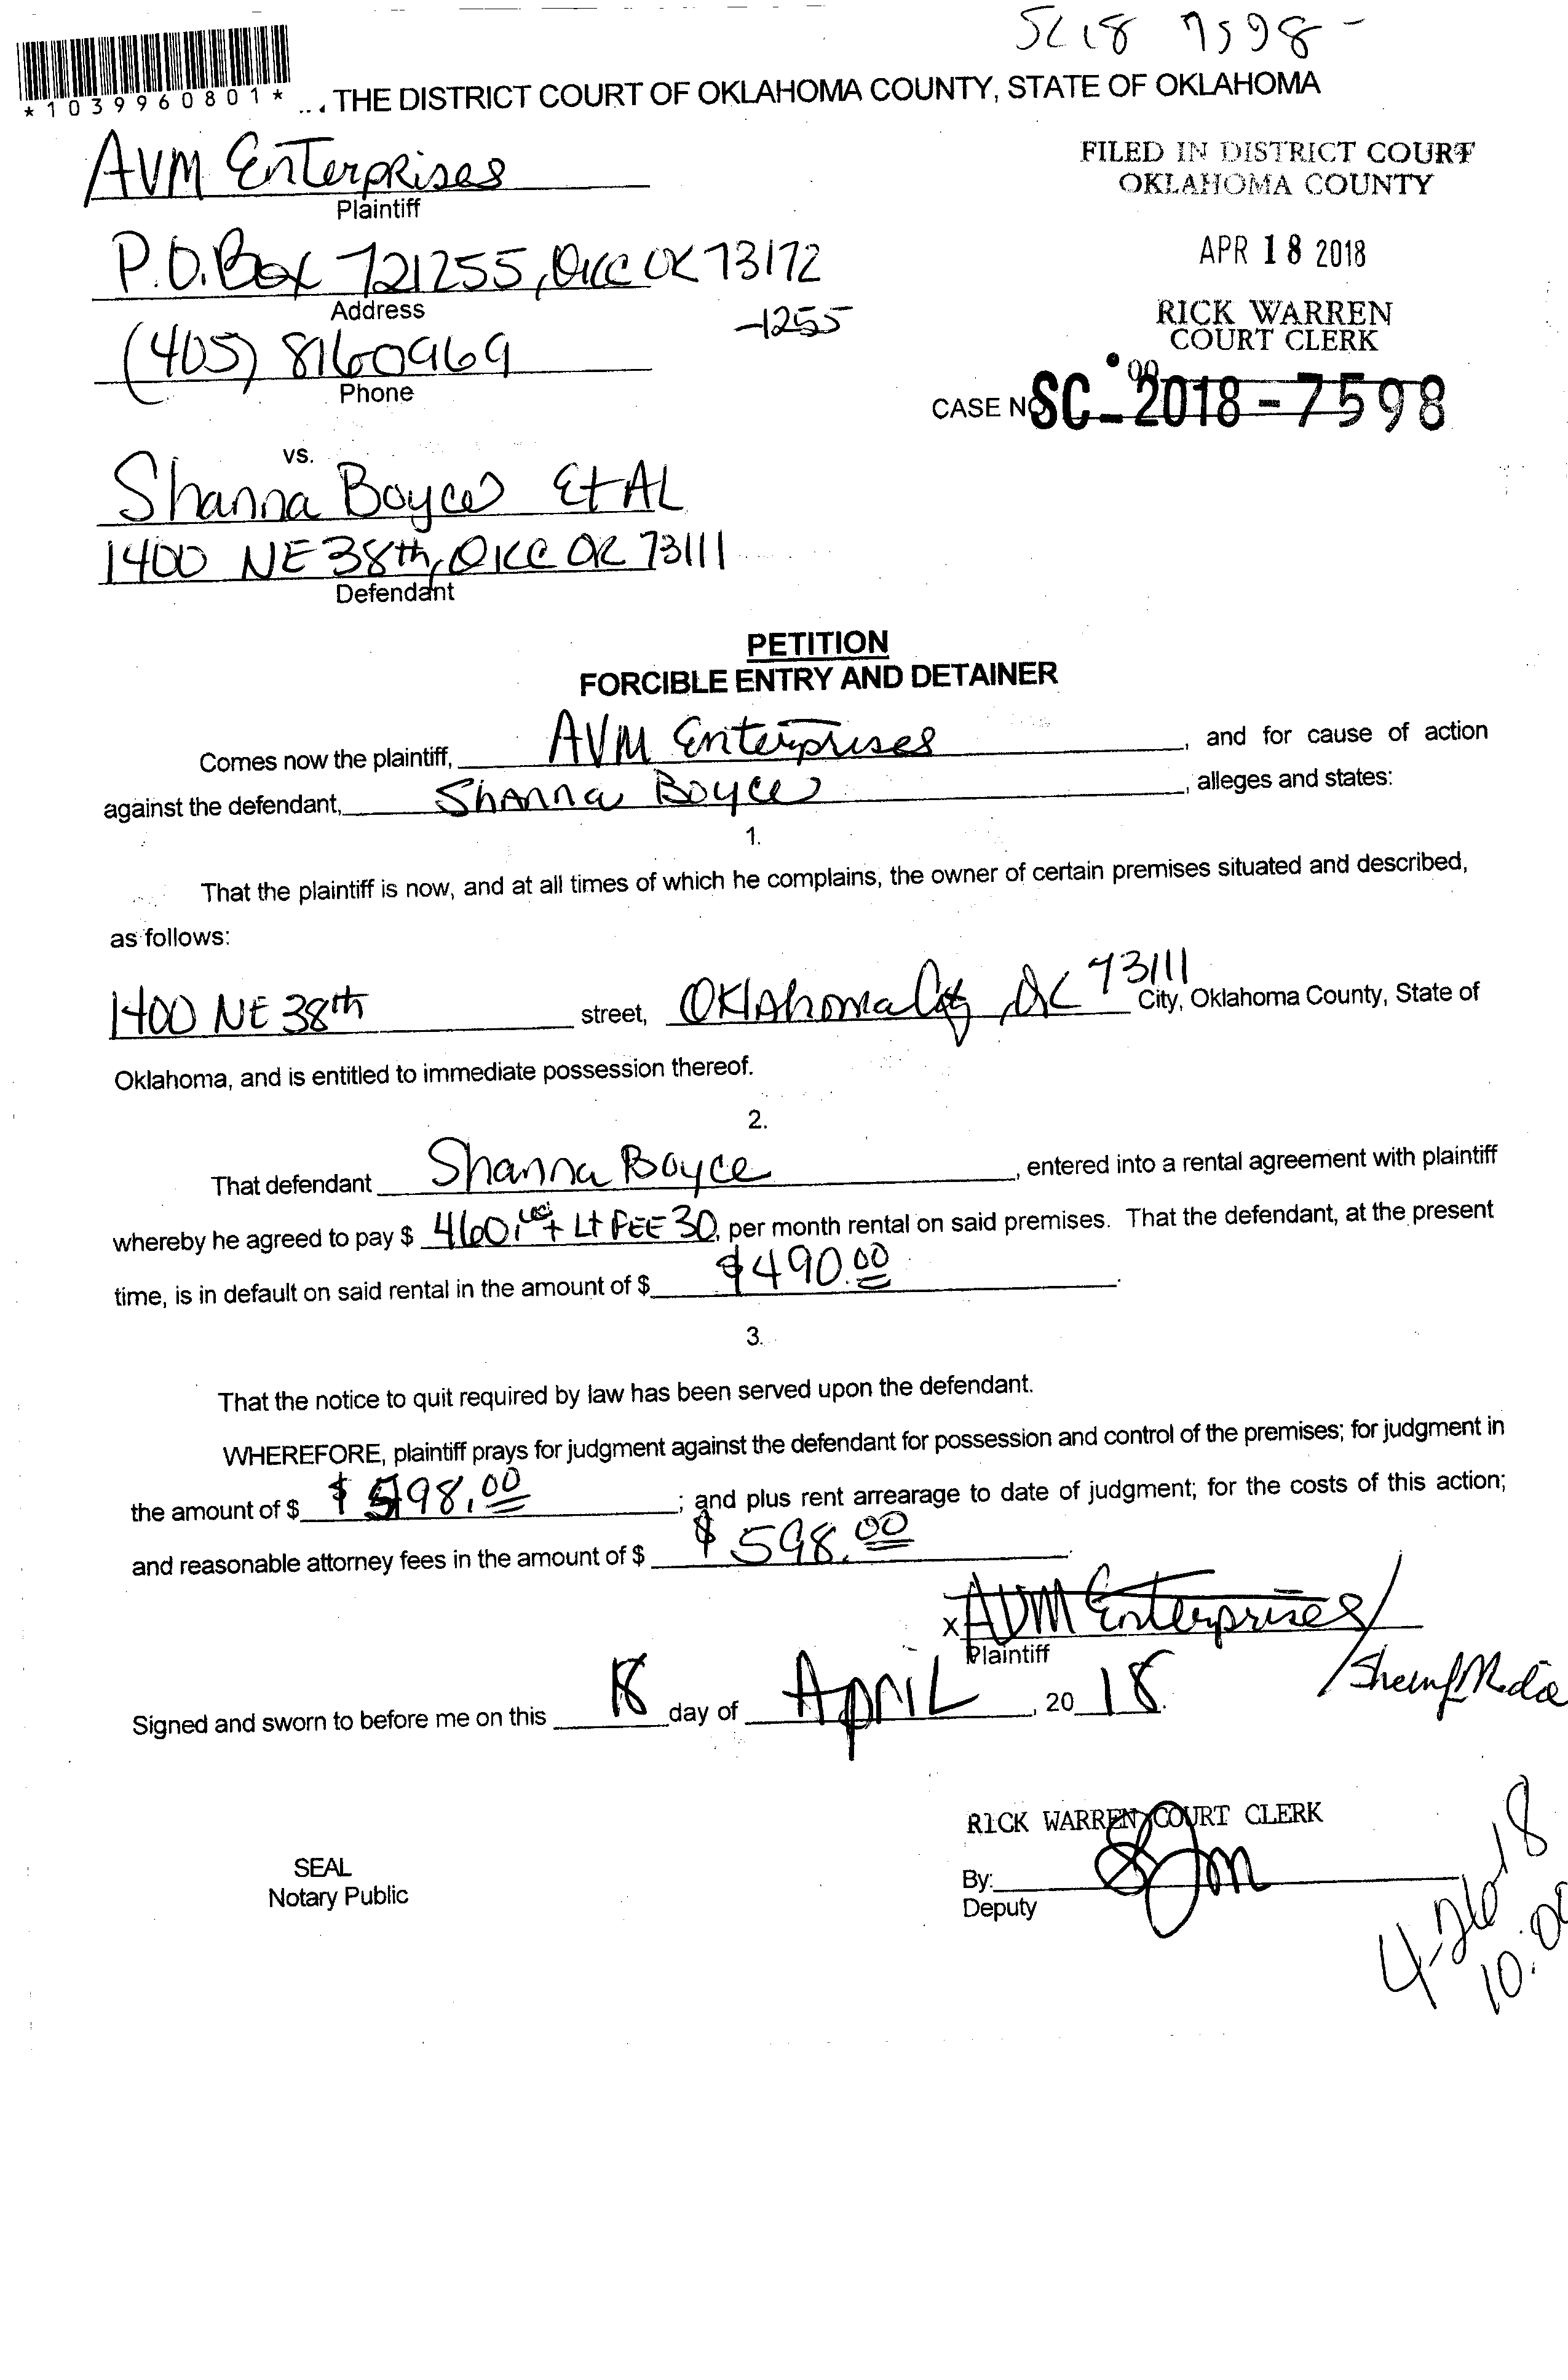 SC18 7598-
*1039960801* ... THE DISTRICT COURT OF OKLAHOMA COUNTY, STATE OF OKLAHOMA
AVM EnTerpRises
Plaintiff
FILED IN DISTRICT COURT
OKLAHOMA COUNTY
P.O. Box 721255, OKC OK 73172
-1255
Address
APR 18 2018
(405) 8160969
Phone
RICK WARREN
COURT CLERK
CASE NO. SC-2018-7598
vs.
Shanna Boyce Et AL
1400 NE 38th, OKC OK 73111
Defendant
PETITION
FORCIBLE ENTRY AND DETAINER
Comes now the plaintiff, AVM Enterprises, and for cause of action
against the defendant, Shanna Boyce, alleges and states:
1.
That the plaintiff is now, and at all times of which he complains, the owner of certain premises situated and described,
as follows:
1400 NE 38th street, Oklahoma City, OK 73111 City, Oklahoma County, State of
Oklahoma, and is entitled to immediate possession thereof.
2.
That defendant Shanna Boyce, entered into a rental agreement with plaintiff
whereby he agreed to pay $ 460. + Lt FEE 30, per month rental on said premises. That the defendant, at the present
time, is in default on said rental in the amount of $ $490.00.
3.
That the notice to quit required by law has been served upon the defendant.
WHEREFORE, plaintiff prays for judgment against the defendant for possession and control of the premises; for judgment in
the amount of $ $598.00; and plus rent arrearage to date of judgment; for the costs of this action;
and reasonable attorney fees in the amount of $ $598.00.
x AVM Enterprises/
Plaintiff
Signed and sworn to before me on this 18 day of April, 2018.
RICK WARREN COURT CLERK
SEAL
Notary Public
By:
Deputy
4-26-18
10:00